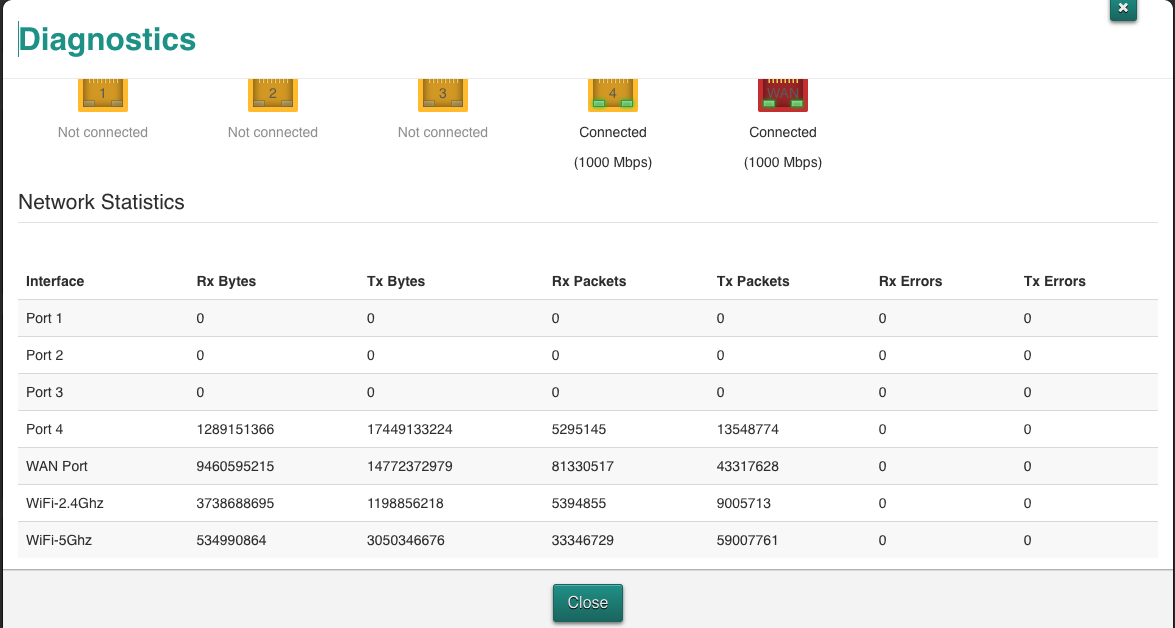 Diagnostics
1 2 3 4 WAN
Not connected Not connected Not connected Connected Connected
(1000 Mbps) (1000 Mbps)
Network Statistics
Interface Rx Bytes Tx Bytes Rx Packets Tx Packets Rx Errors Tx Errors
Port 1 0 0 0 0 0 0
Port 2 0 0 0 0 0 0
Port 3 0 0 0 0 0 0
Port 4 1289151366 17449133224 5295145 13548774 0 0
WAN Port 9460595215 14772372979 81330517 43317628 0 0
WiFi-2.4Ghz 3738688695 1198856218 5394855 9005713 0 0
WiFi-5Ghz 534990864 3050346676 33346729 59007761 0 0
Close